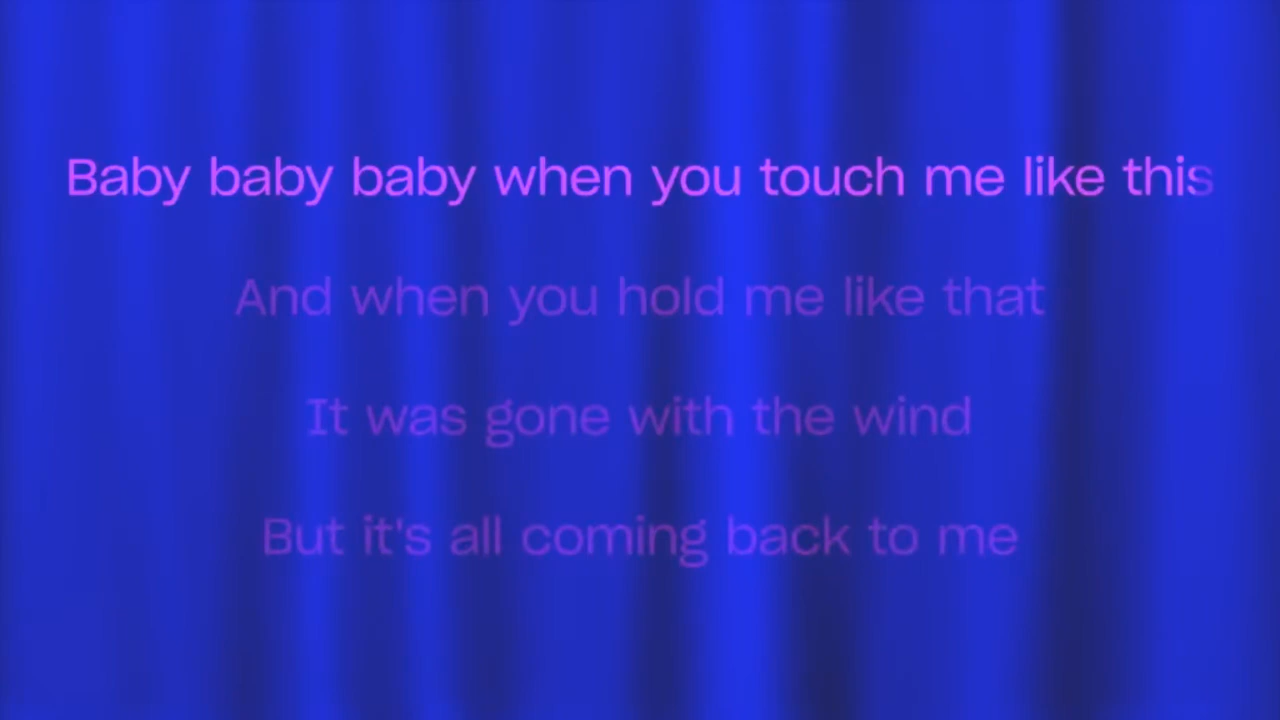 Baby baby baby when you touch me like this
And when you hold me like that
It was gone with the wind
But it's all coming back to me